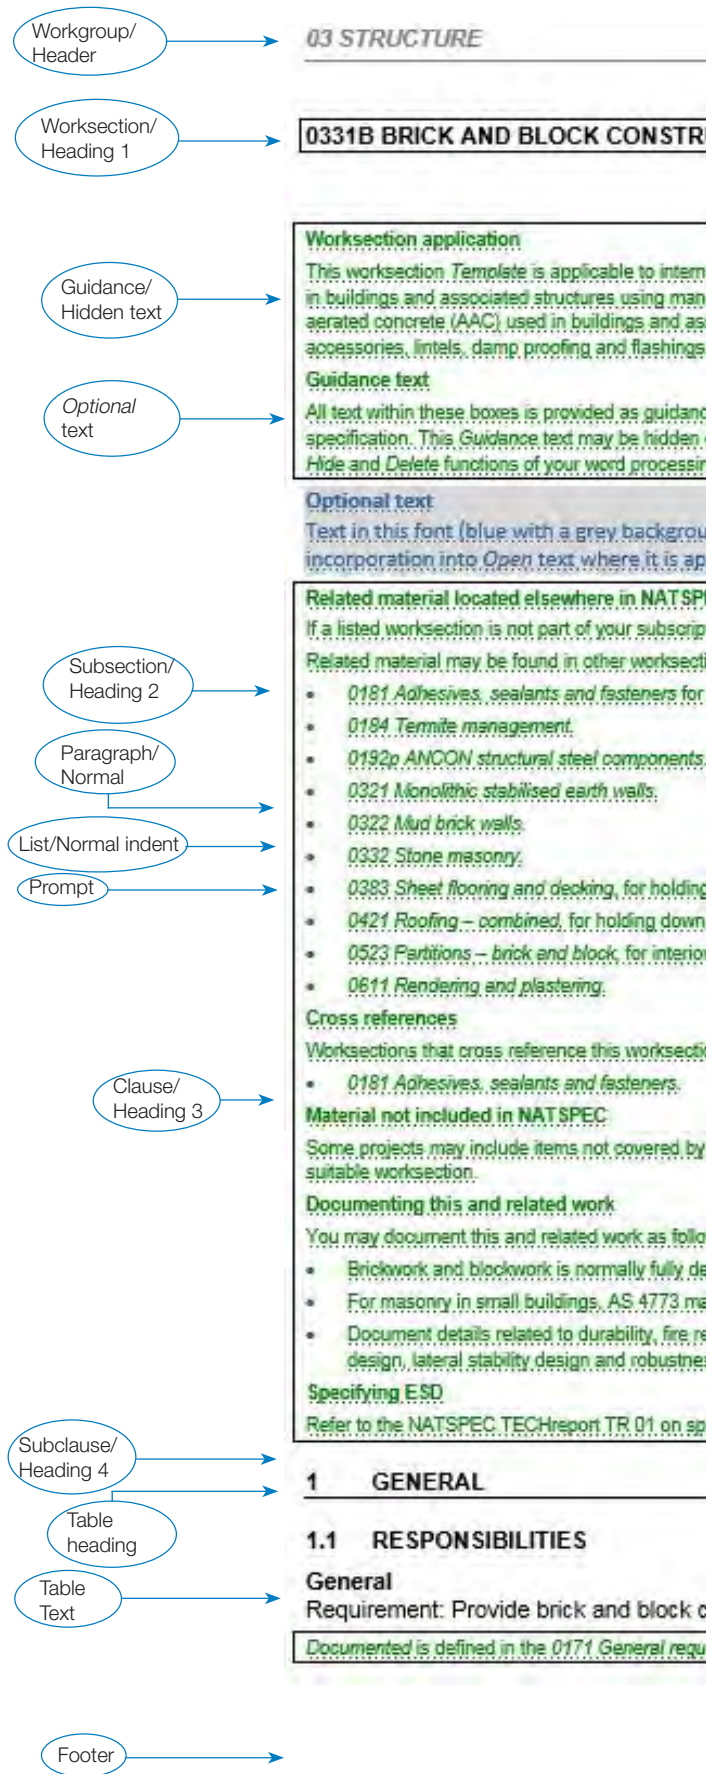 Workgroup/
Header
03 STRUCTURE
Worksection/
Heading 1
0331B BRICK AND BLOCK CONSTR
Worksection application
This worksection Template is applicable to intern
in buildings and associated structures using man
aerated concrete (AAC) used in buildings and as
accessories, lintels, damp proofing and flashings
Guidance/
Hidden text
Guidance text
All text within these boxes is provided as guidanc
specification. This Guidance text may be hidden
Hide and Delete functions of your word processi
Optional
text
Optional text
Text in this font (blue with a grey backgrou
incorporation into Open text where it is ap
Related material located elsewhere in NATSP
If a listed worksection is not part of your subscrip
Related material may be found in other worksecti
Subsection/
Heading 2
• 0181 Adhesives, sealants and fasteners for
• 0184 Termite management.
• 0192p ANCON structural steel components.
Paragraph/
Normal
• 0321 Monolithic stabilised earth walls.
• 0322 Mud brick walls.
List/Normal indent
• 0332 Stone masonry.
Prompt
• 0383 Sheet flooring and decking, for holding
• 0421 Roofing – combined, for holding down
• 0523 Partitions – brick and block, for interio
• 0611 Rendering and plastering.
Cross references
Worksections that cross reference this worksectio
Clause/
Heading 3
• 0181 Adhesives, sealants and fasteners.
Material not included in NATSPEC
Some projects may include items not covered by
suitable worksection.
Documenting this and related work
You may document this and related work as follo
• Brickwork and blockwork is normally fully de
• For masonry in small buildings, AS 4773 ma
• Document details related to durability, fire re
design, lateral stability design and robustne
Specifying ESD
Refer to the NATSPEC TECHreport TR 01 on sp
Subclause/
Heading 4
1 GENERAL
Table
heading
1.1 RESPONSIBILITIES
General
Table
Text
Requirement: Provide brick and block c
Documented is defined in the 0171 General requ
Footer